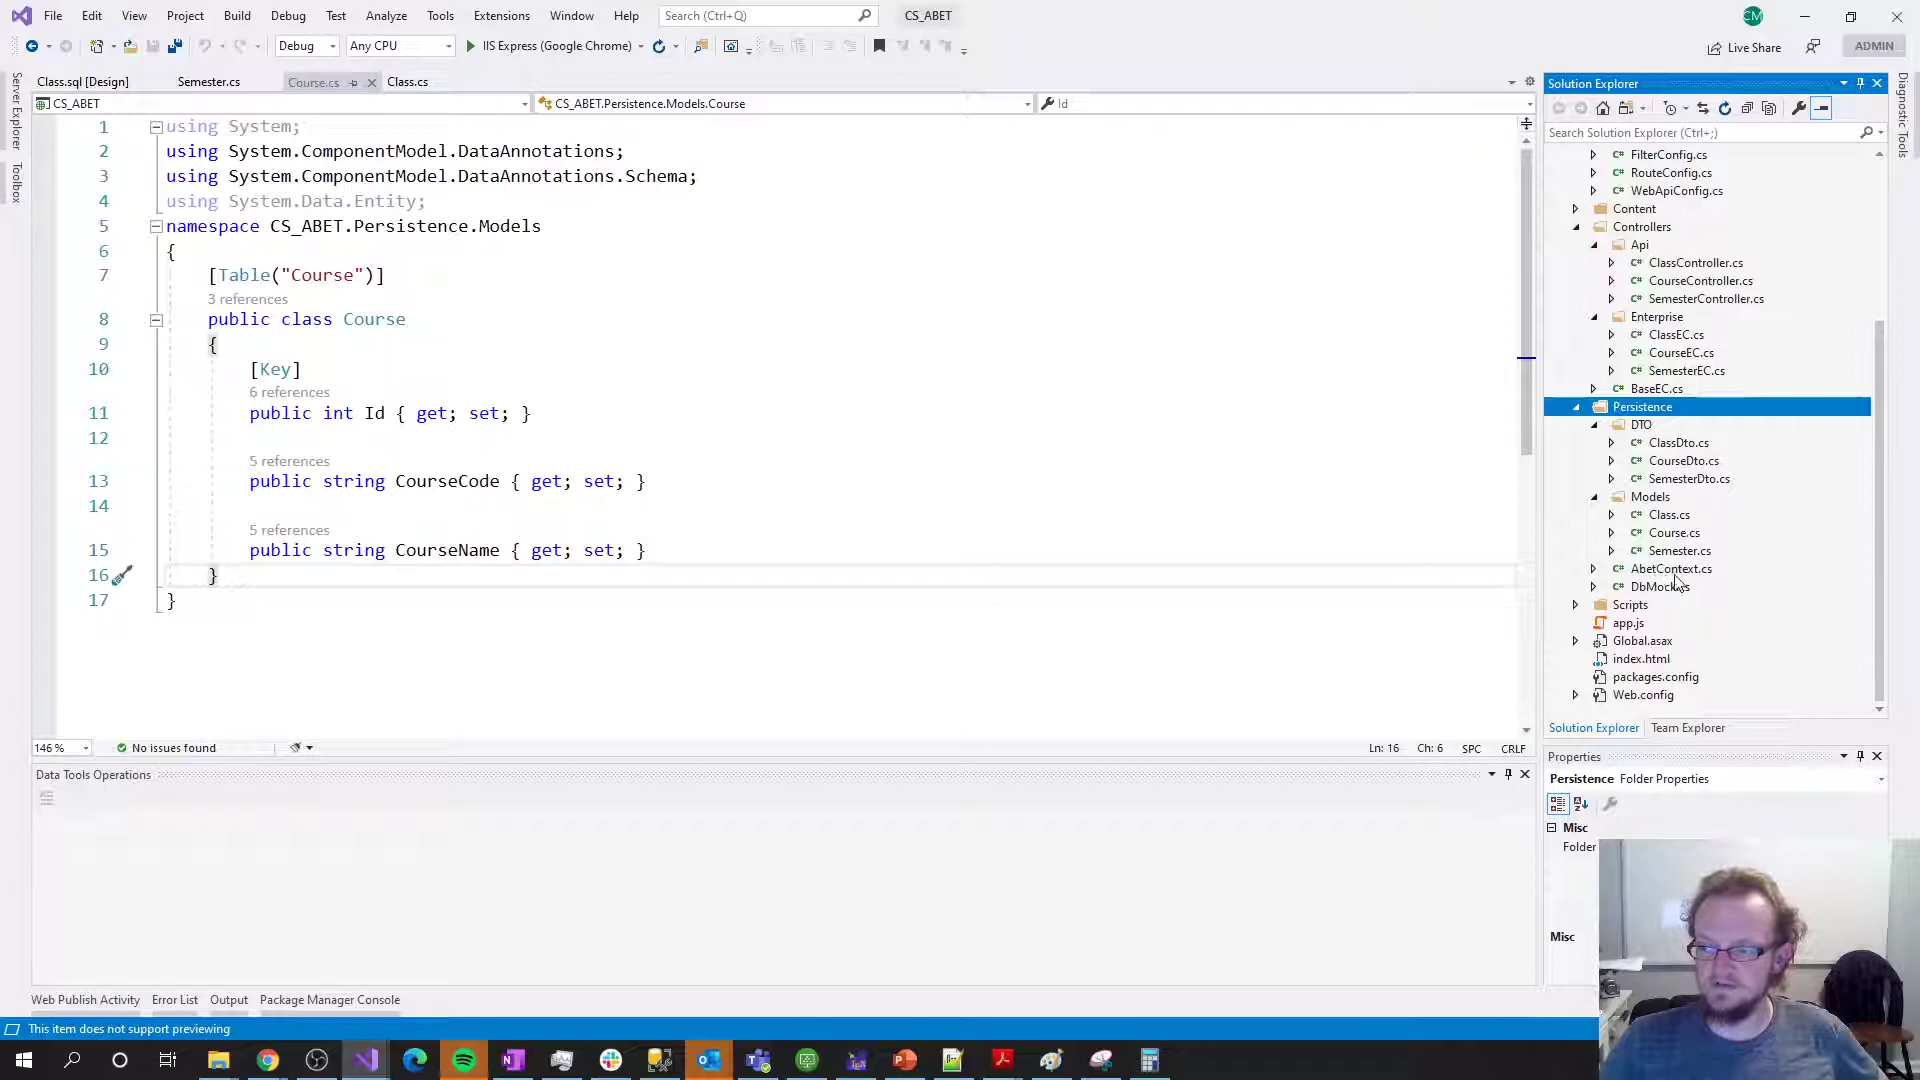 File Edit View Project Build Debug Test Analyze Tools Extensions Window Help Search (Ctrl+Q) CS_ABET CM
Debug Any CPU IIS Express (Google Chrome) Live Share ADMIN
Class.sql [Design] Semester.cs Course.cs Class.cs
CS_ABET CS_ABET.Persistence.Models.Course Id
Server Explorer
Toolbox
1 using System;
2 using System.ComponentModel.DataAnnotations;
3 using System.ComponentModel.DataAnnotations.Schema;
4 using System.Data.Entity;
5 namespace CS_ABET.Persistence.Models
6 {
7 [Table("Course")]
3 references
8 public class Course
9 {
10 [Key]
6 references
11 public int Id { get; set; }
12
5 references
13 public string CourseCode { get; set; }
14
5 references
15 public string CourseName { get; set; }
16 }
17 }
146 % No issues found Ln: 16 Ch: 6 SPC CRLF
Data Tools Operations
Web Publish Activity Error List Output Package Manager Console
This item does not support previewing
Solution Explorer
Search Solution Explorer (Ctrl+;)
C# FilterConfig.cs
C# RouteConfig.cs
C# WebApiConfig.cs
Content
Controllers
Api
C# ClassController.cs
C# CourseController.cs
C# SemesterController.cs
Enterprise
C# ClassEC.cs
C# CourseEC.cs
C# SemesterEC.cs
C# BaseEC.cs
Persistence
DTO
C# ClassDto.cs
C# CourseDto.cs
C# SemesterDto.cs
Models
C# Class.cs
C# Course.cs
C# Semester.cs
C# AbetContext.cs
Scripts
app.js
Global.asax
index.html
packages.config
Web.config
Solution Explorer Team Explorer
Properties
Persistence Folder Properties
Misc
Folder
Misc
Diagnostic Tools